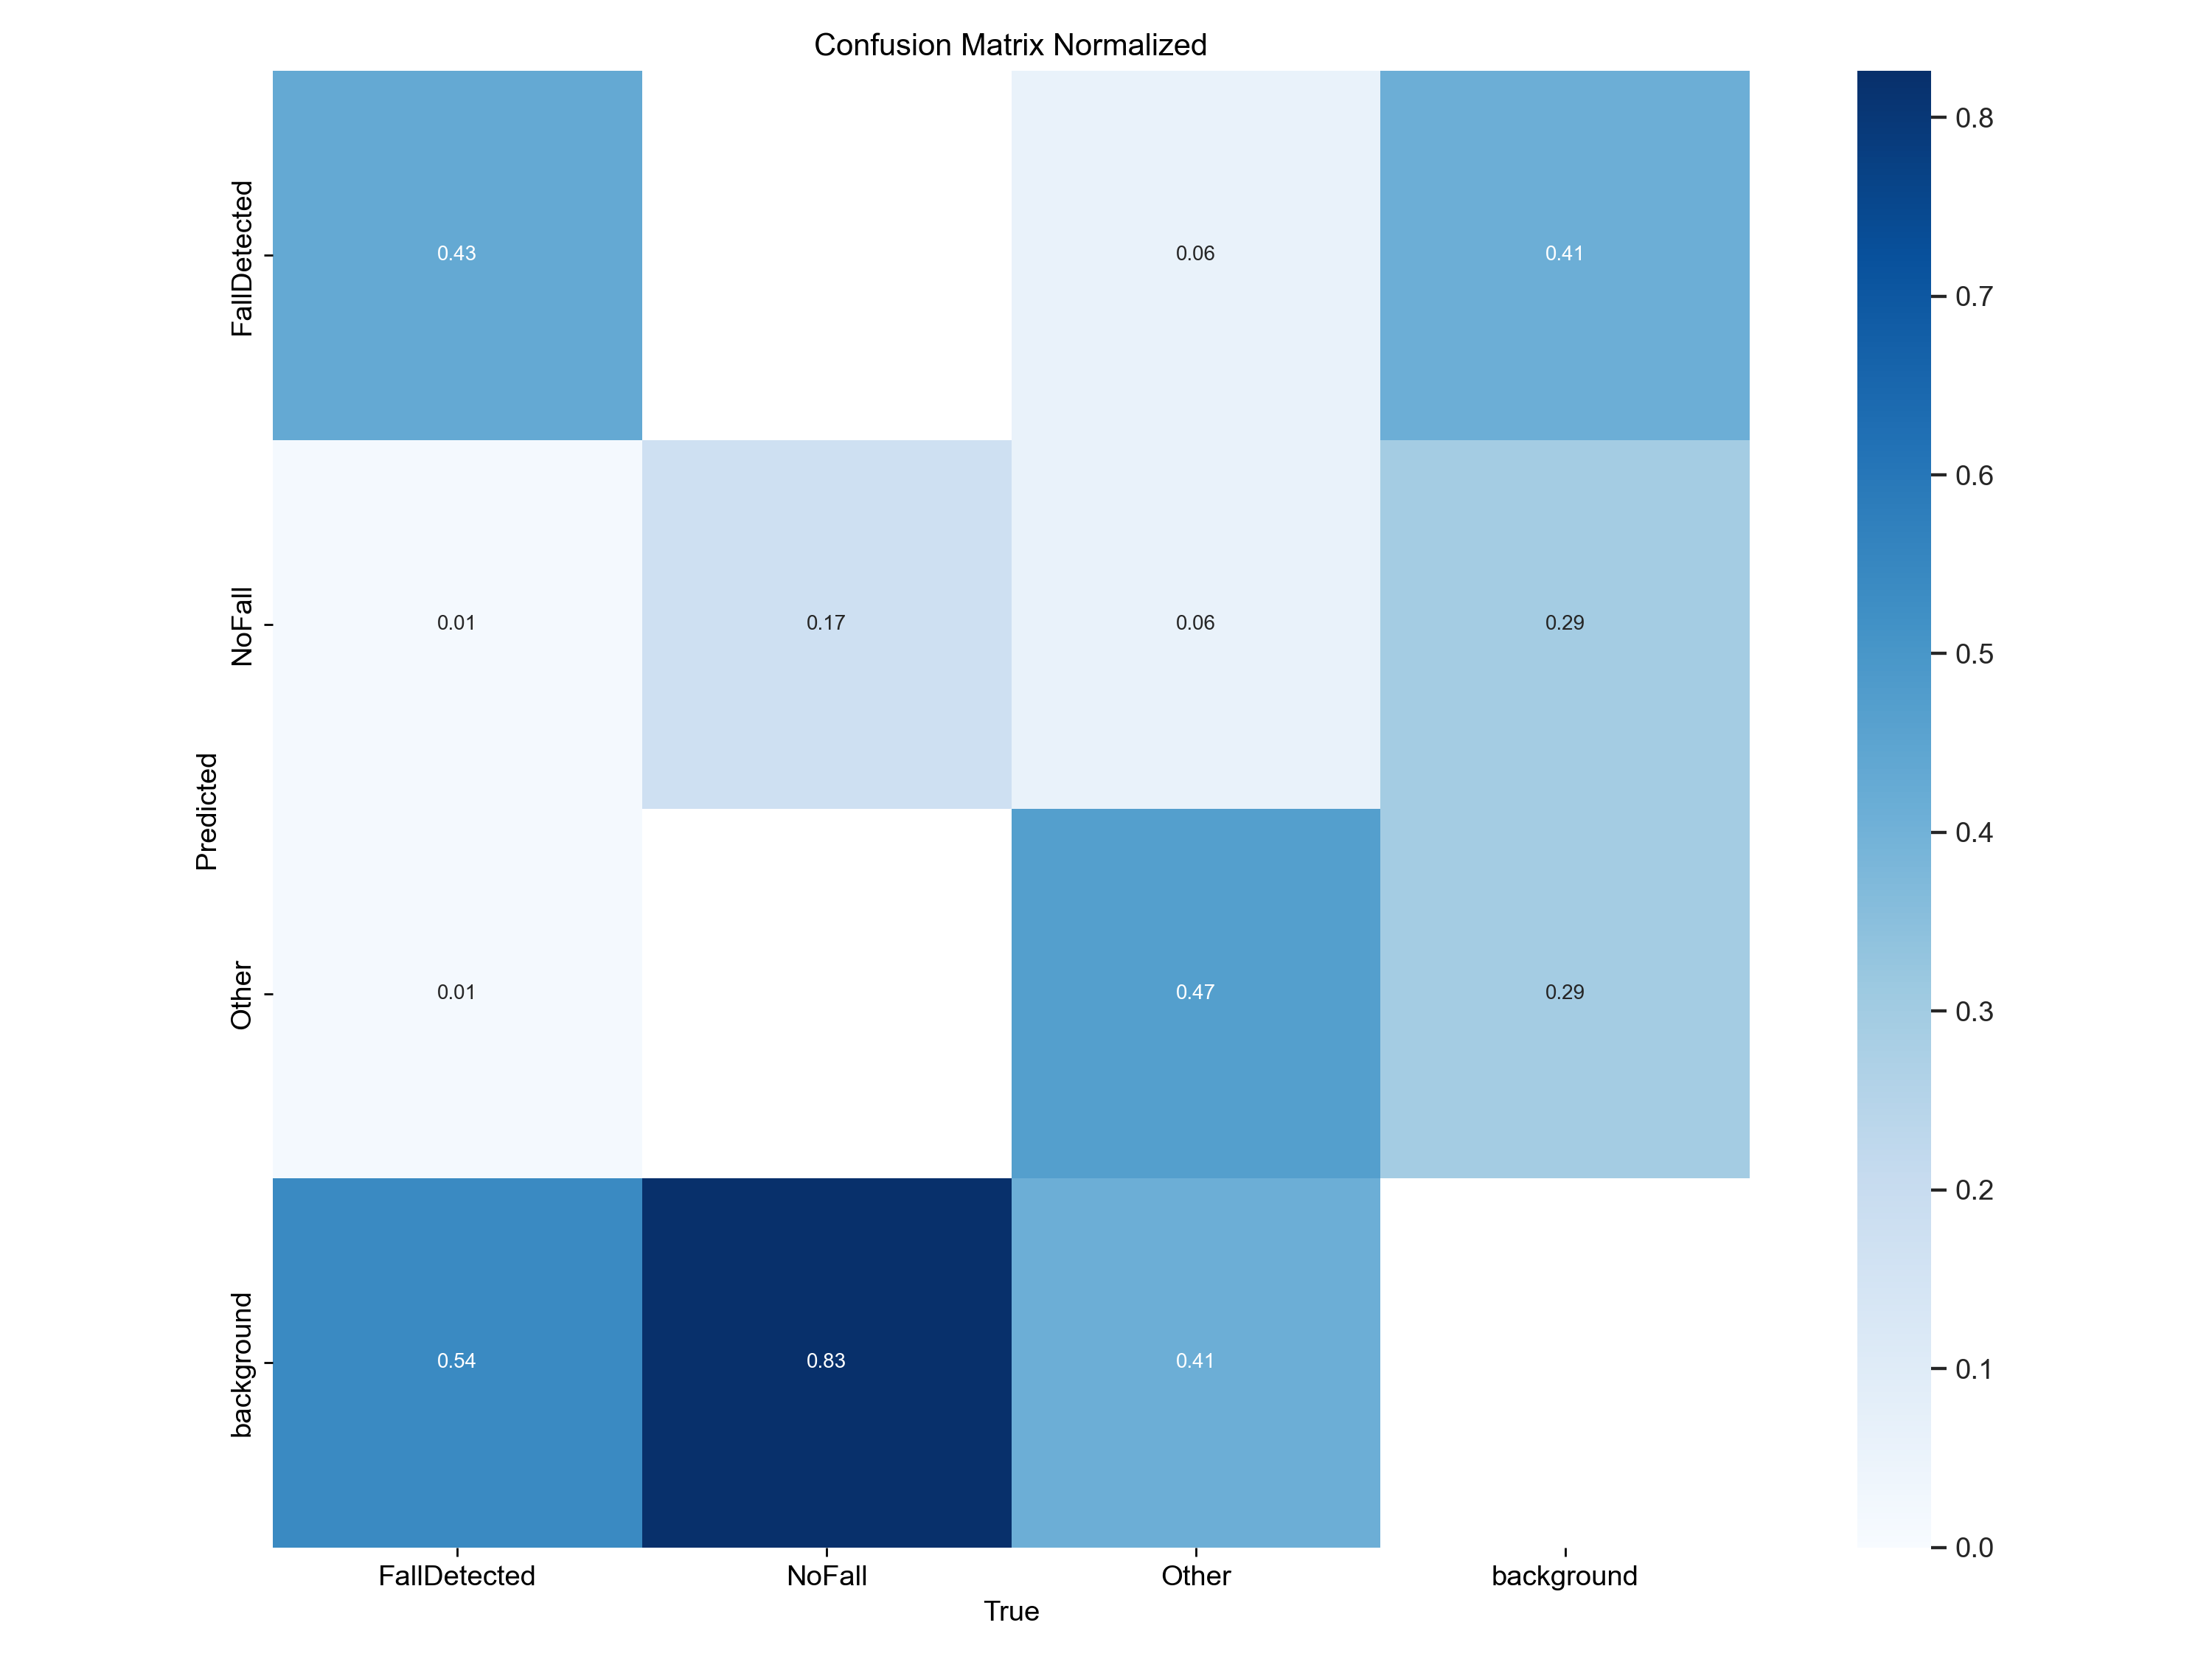 Confusion Matrix Normalized
FallDetected
0.43
0.06
0.41
NoFall
0.01
0.17
0.06
0.29
Other
0.01
0.47
0.29
background
0.54
0.83
0.41
Predicted
FallDetected
NoFall
Other
background
True
0.8
0.7
0.6
0.5
0.4
0.3
0.2
0.1
0.0